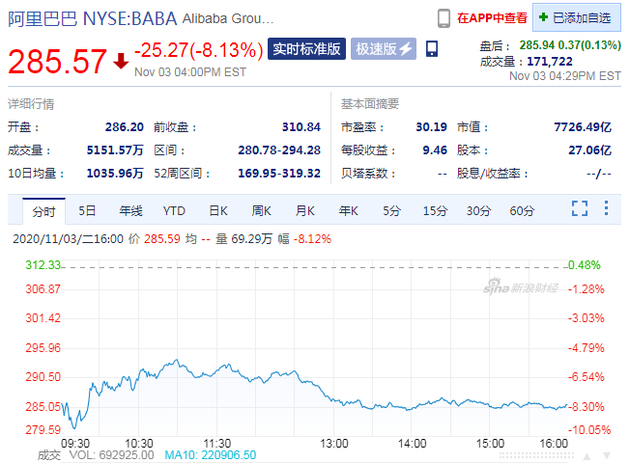 阿里巴巴 NYSE:BABA Alibaba Grou... 在APP中查看 + 已添加自选
285.57 -25.27(-8.13%) 实时标准版 极速版
Nov 03 04:00PM EST
盘后: 285.94 0.37(0.13%)
成交量: 171,722
Nov 03 04:29PM EST
详细行情 基本面摘要
开盘: 286.20 前收盘: 310.84 市盈率: 30.19 市值: 7726.49亿
成交量: 5151.57万 区间: 280.78-294.28 每股收益: 9.46 股本: 27.06亿
10日均量: 1035.96万 52周区间: 169.95-319.32 贝塔系数: -- 股息/收益率: --/--
分时 5日 年线 YTD 日K 周K 月K 年K 5分 15分 30分 60分
2020/11/03/二16:00 价 285.59 均 -- 量 69.29万 幅 -8.12%
312.33 0.48%
306.87 sina新浪财经 -1.28%
301.42 -3.03%
295.96 -4.79%
290.50 -6.54%
285.05 -8.30%
279.59 -10.05%
09:30 10:30 11:30 13:00 14:00 15:00 16:00
成交 VOL: 692925.00 MA10: 220906.50